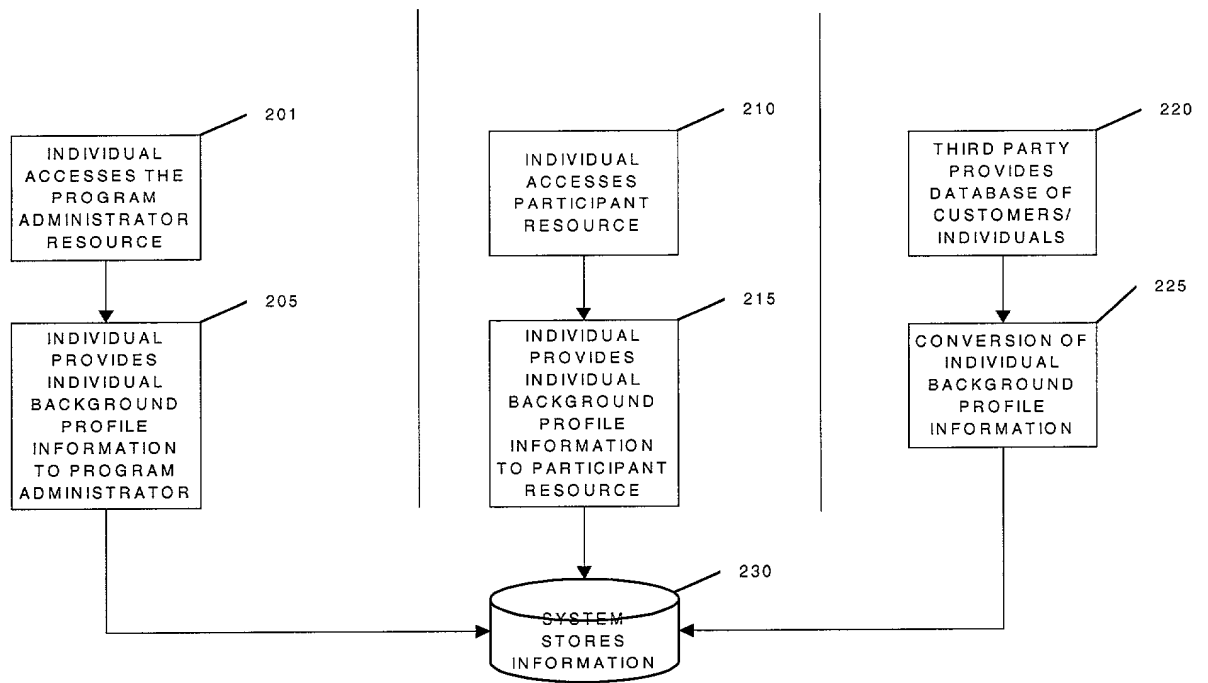 201
INDIVIDUAL
ACCESSES THE
PROGRAM
ADMINISTRATOR
RESOURCE
205
INDIVIDUAL
PROVIDES
INDIVIDUAL
BACKGROUND
PROFILE
INFORMATION
TO PROGRAM
ADMINISTRATOR
210
INDIVIDUAL
ACCESSES
PARTICIPANT
RESOURCE
215
INDIVIDUAL
PROVIDES
INDIVIDUAL
BACKGROUND
PROFILE
INFORMATION
TO PARTICIPANT
RESOURCE
220
THIRD PARTY
PROVIDES
DATABASE OF
CUSTOMERS/
INDIVIDUALS
225
CONVERSION OF
INDIVIDUAL
BACKGROUND
PROFILE
INFORMATION
230
SYSTEM
STORES
INFORMATION